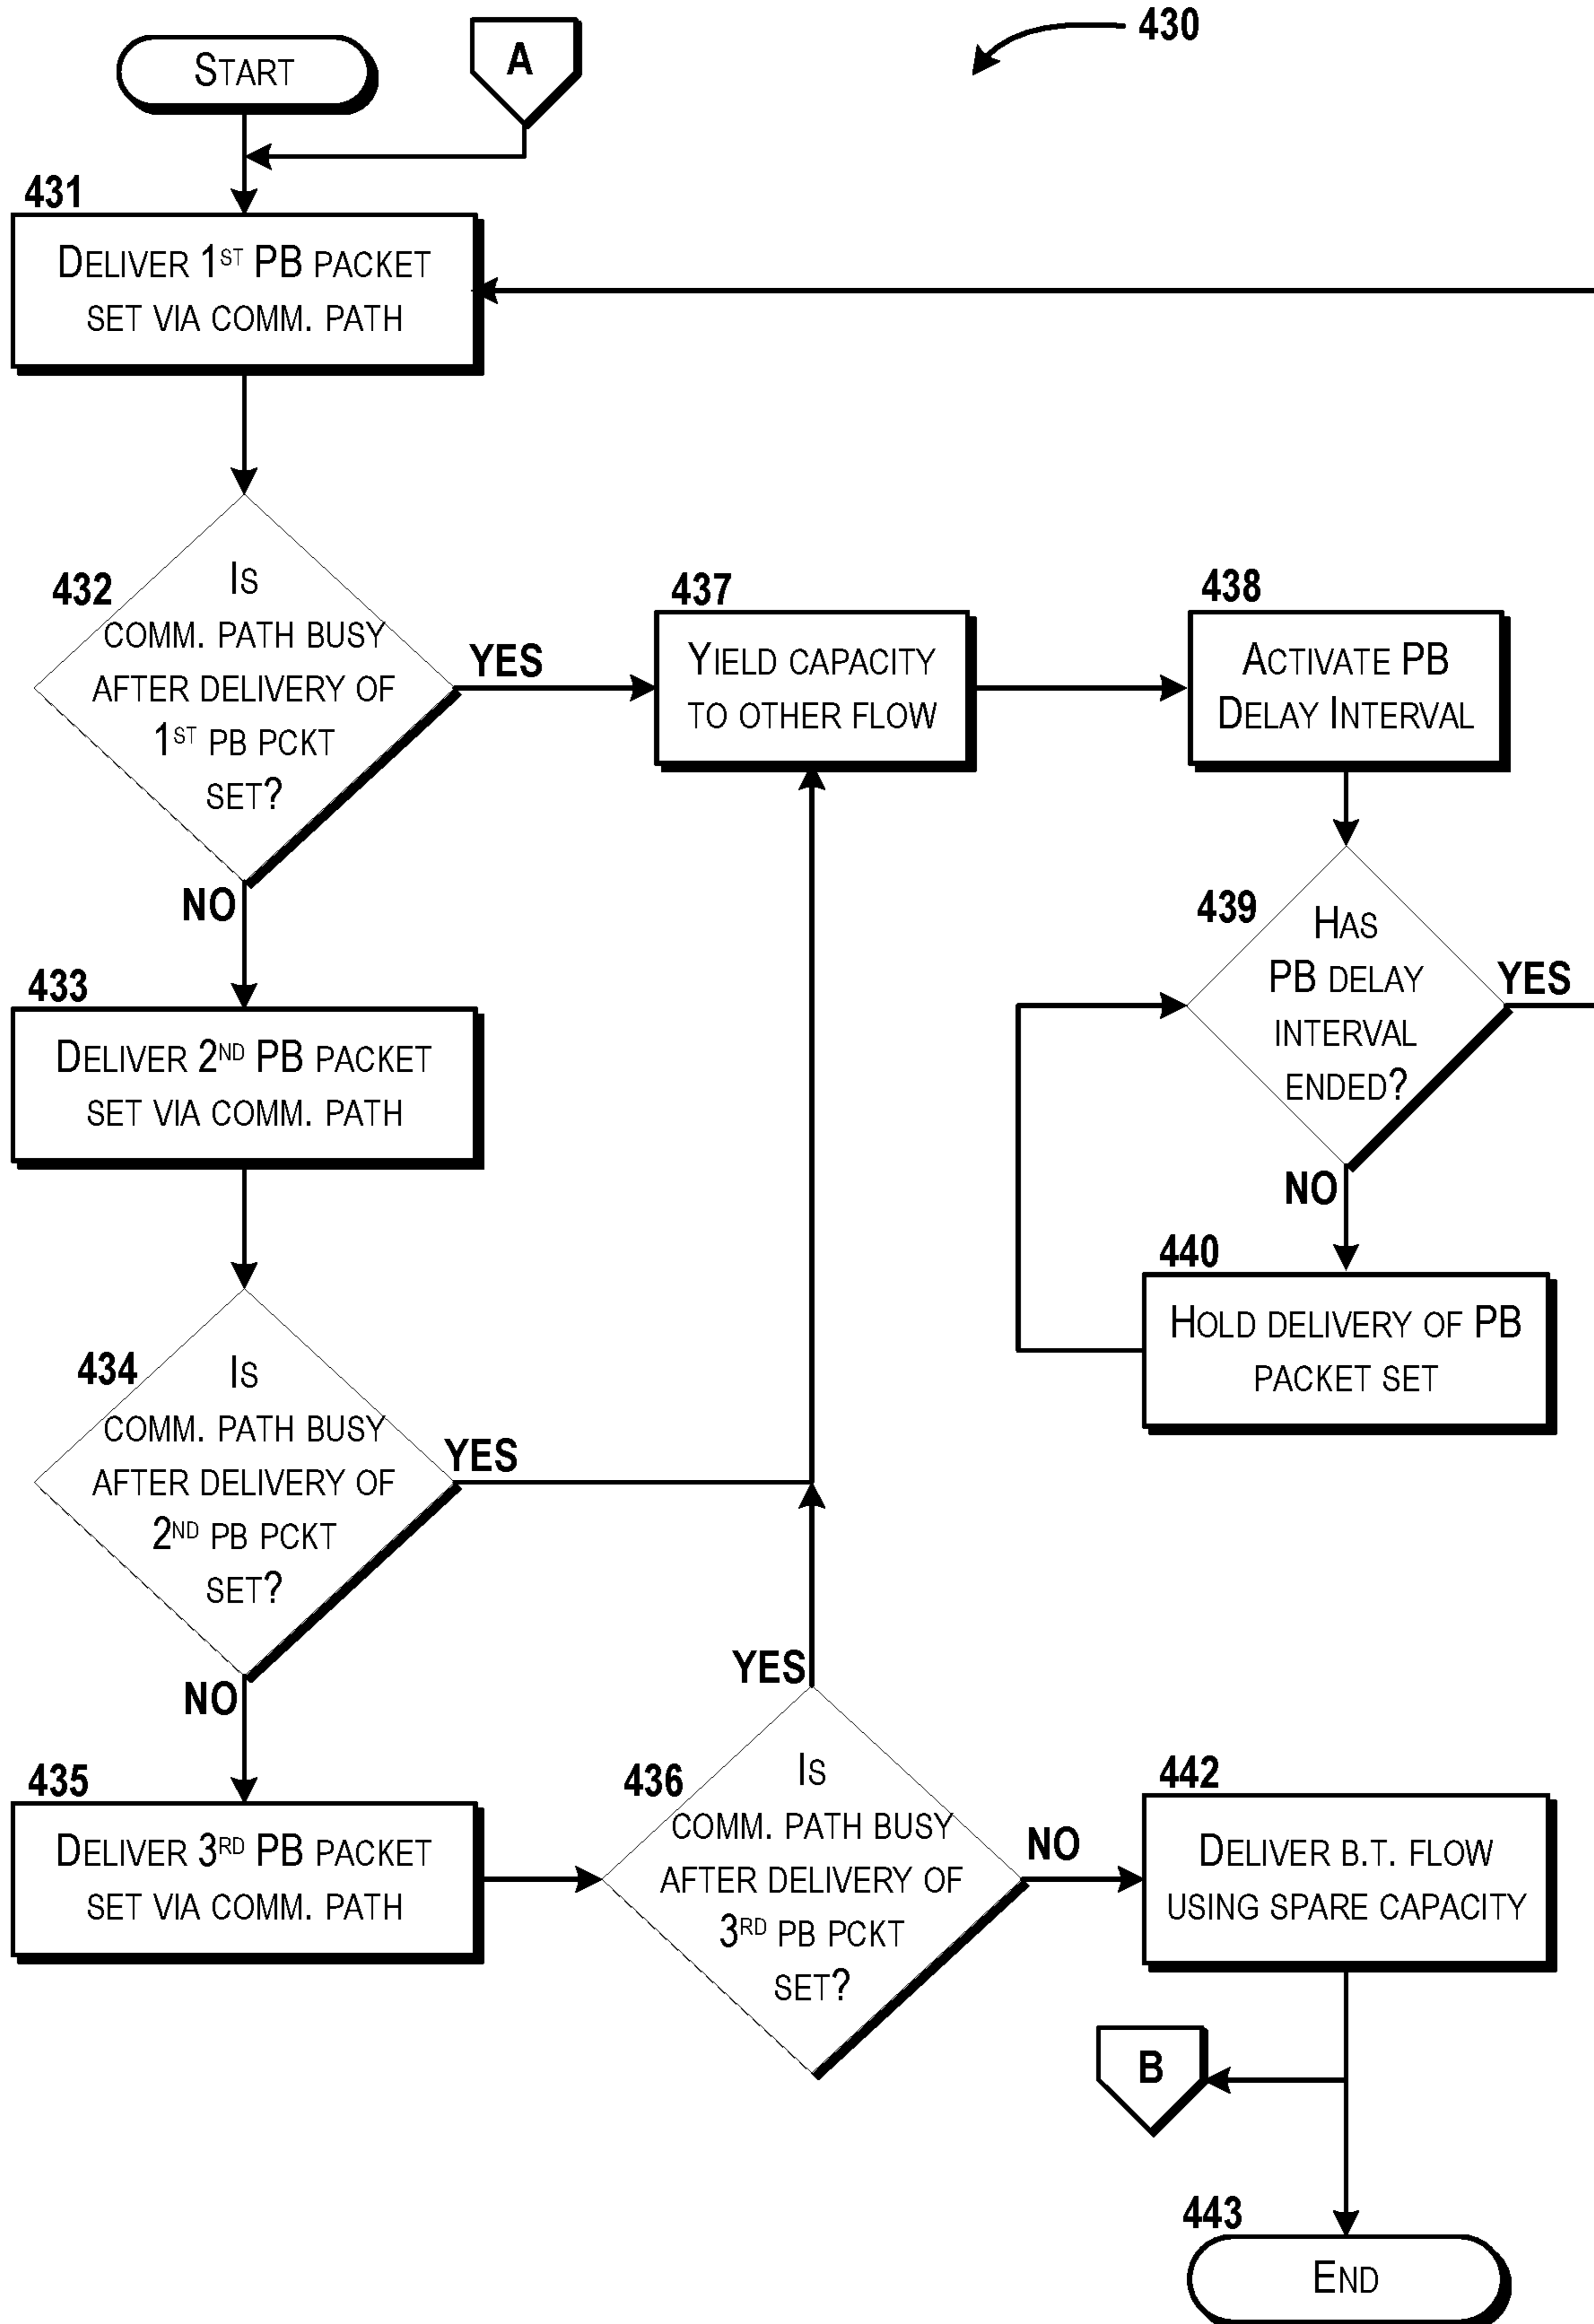 430
START
A
431
DELIVER 1ST PB PACKET
SET VIA COMM. PATH
432
IS
COMM. PATH BUSY
AFTER DELIVERY OF
1ST PB PCKT
SET?
YES
NO
437
YIELD CAPACITY
TO OTHER FLOW
438
ACTIVATE PB
DELAY INTERVAL
439
HAS
PB DELAY
INTERVAL
ENDED?
YES
NO
440
HOLD DELIVERY OF PB
PACKET SET
433
DELIVER 2ND PB PACKET
SET VIA COMM. PATH
434
IS
COMM. PATH BUSY
AFTER DELIVERY OF
2ND PB PCKT
SET?
YES
NO
435
DELIVER 3RD PB PACKET
SET VIA COMM. PATH
436
IS
COMM. PATH BUSY
AFTER DELIVERY OF
3RD PB PCKT
SET?
YES
NO
442
DELIVER B.T. FLOW
USING SPARE CAPACITY
B
443
END